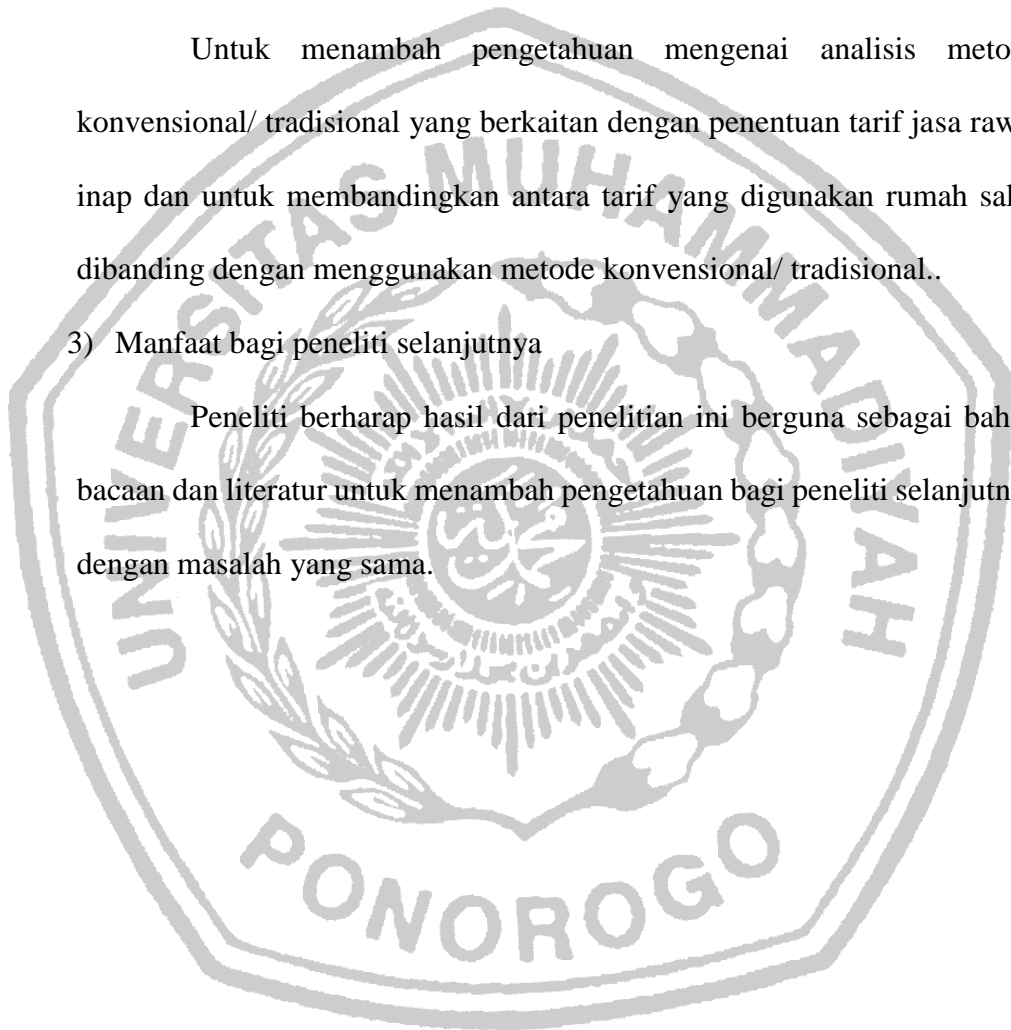 Untuk menambah pengetahuan mengenai analisis meto
konvensional/ tradisional yang berkaitan dengan penentuan tarif jasa raw
inap dan untuk membandingkan antara tarif yang digunakan rumah sal
dibanding dengan menggunakan metode konvensional/ tradisional..
3) Manfaat bagi peneliti selanjutnya
Peneliti berharap hasil dari penelitian ini berguna sebagai bah
bacaan dan literatur untuk menambah pengetahuan bagi peneliti selanjutn
dengan masalah yang sama.
UNIVERSITAS MUHAMMADIYAH
PONOROGO